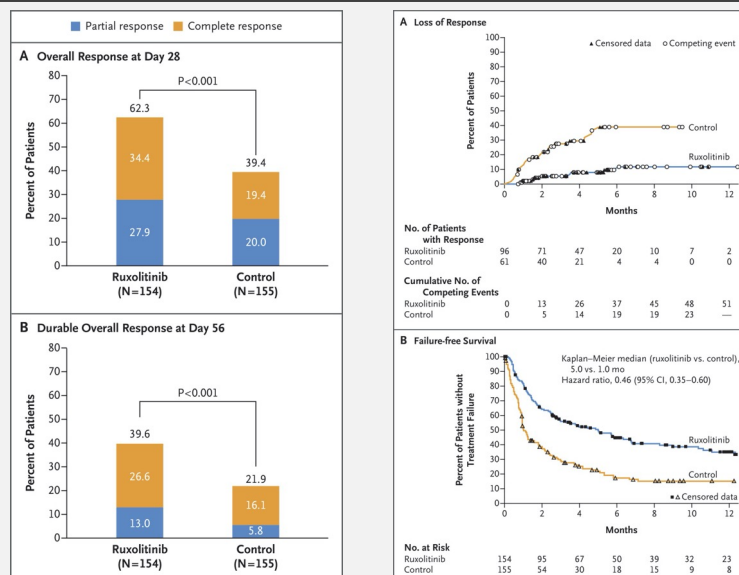 Partial response Complete response
A Overall Response at Day 28
Percent of Patients
80
70
60
50
40
30
20
10
0
P<0.001
62.3
34.4
27.9
39.4
19.4
20.0
Ruxolitinib Control
(N=154) (N=155)
B Durable Overall Response at Day 56
Percent of Patients
80
70
60
50
40
30
20
10
0
P<0.001
39.6
26.6
13.0
21.9
16.1
5.8
Ruxolitinib Control
(N=154) (N=155)
A Loss of Response
Percent of Patients
100
90
80
70
60
50
40
30
20
10
0
Censored data Competing event
Control
Ruxolitinib
0 2 4 6 8 10 12
Months
No. of Patients
with Response
Ruxolitinib 96 71 47 20 10 7 2
Control 61 40 21 4 4 0 0
Cumulative No. of
Competing Events
Ruxolitinib 0 13 26 37 45 48 51
Control 0 5 14 19 19 23 —
B Failure-free Survival
Percent of Patients without
Treatment Failure
100
90
80
70
60
50
40
30
20
10
0
Kaplan–Meier median (ruxolitinib vs. control),
5.0 vs. 1.0 mo
Hazard ratio, 0.46 (95% CI, 0.35–0.60)
Ruxolitinib
Control
Censored data
0 2 4 6 8 10 12
Months
No. at Risk
Ruxolitinib 154 95 67 50 39 32 23
Control 155 54 30 18 15 9 8